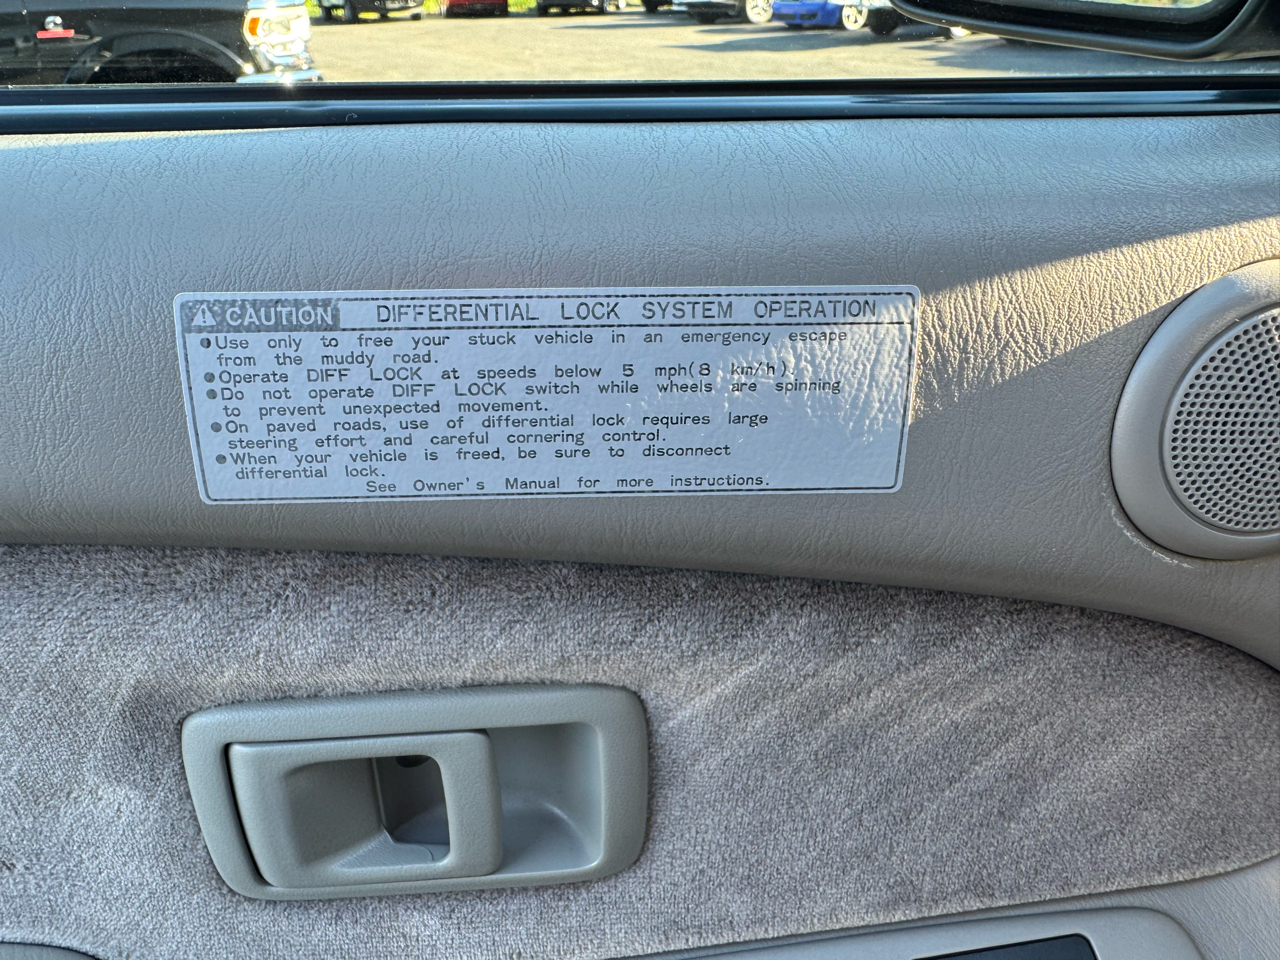 CAUTION DIFFERENTIAL LOCK SYSTEM OPERATION
●Use only to free your stuck vehicle in an emergency escape
from the muddy road.
●Operate DIFF LOCK at speeds below 5 mph(8 km/h).
●Do not operate DIFF LOCK switch while wheels are spinning
to prevent unexpected movement.
●On paved roads, use of differential lock requires large
steering effort and careful cornering control.
●When your vehicle is freed, be sure to disconnect
differential lock.
See Owner's Manual for more instructions.